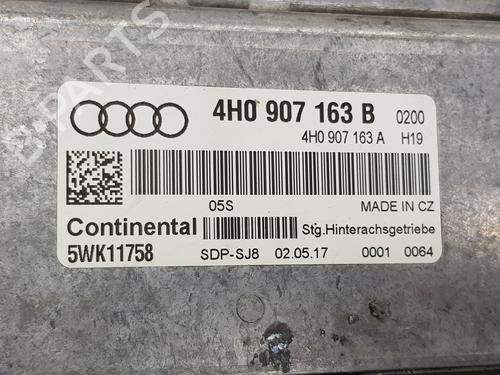 4H0 907 163 B 0200
4H0 907 163 A H19
05S MADE IN CZ
Continental Stg.Hinterachsgetriebe
5WK11758 SDP-SJ8 02.05.17 0001 0064
PARTS